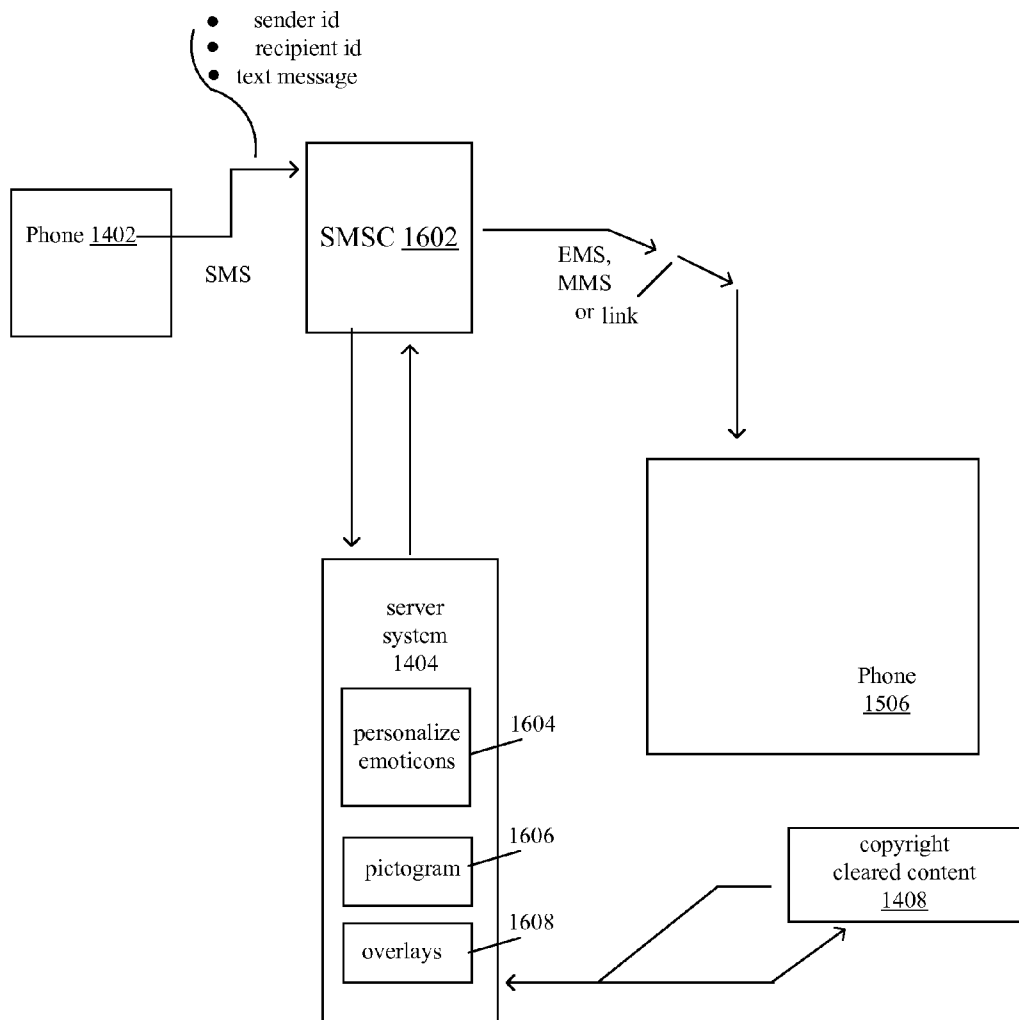 ● sender id
● recipient id
● text message
Phone 1402
SMS
SMSC 1602
EMS,
MMS
or link
server
system
1404
personalize
emoticons
1604
pictogram
1606
overlays
1608
Phone
1506
copyright
cleared content
1408